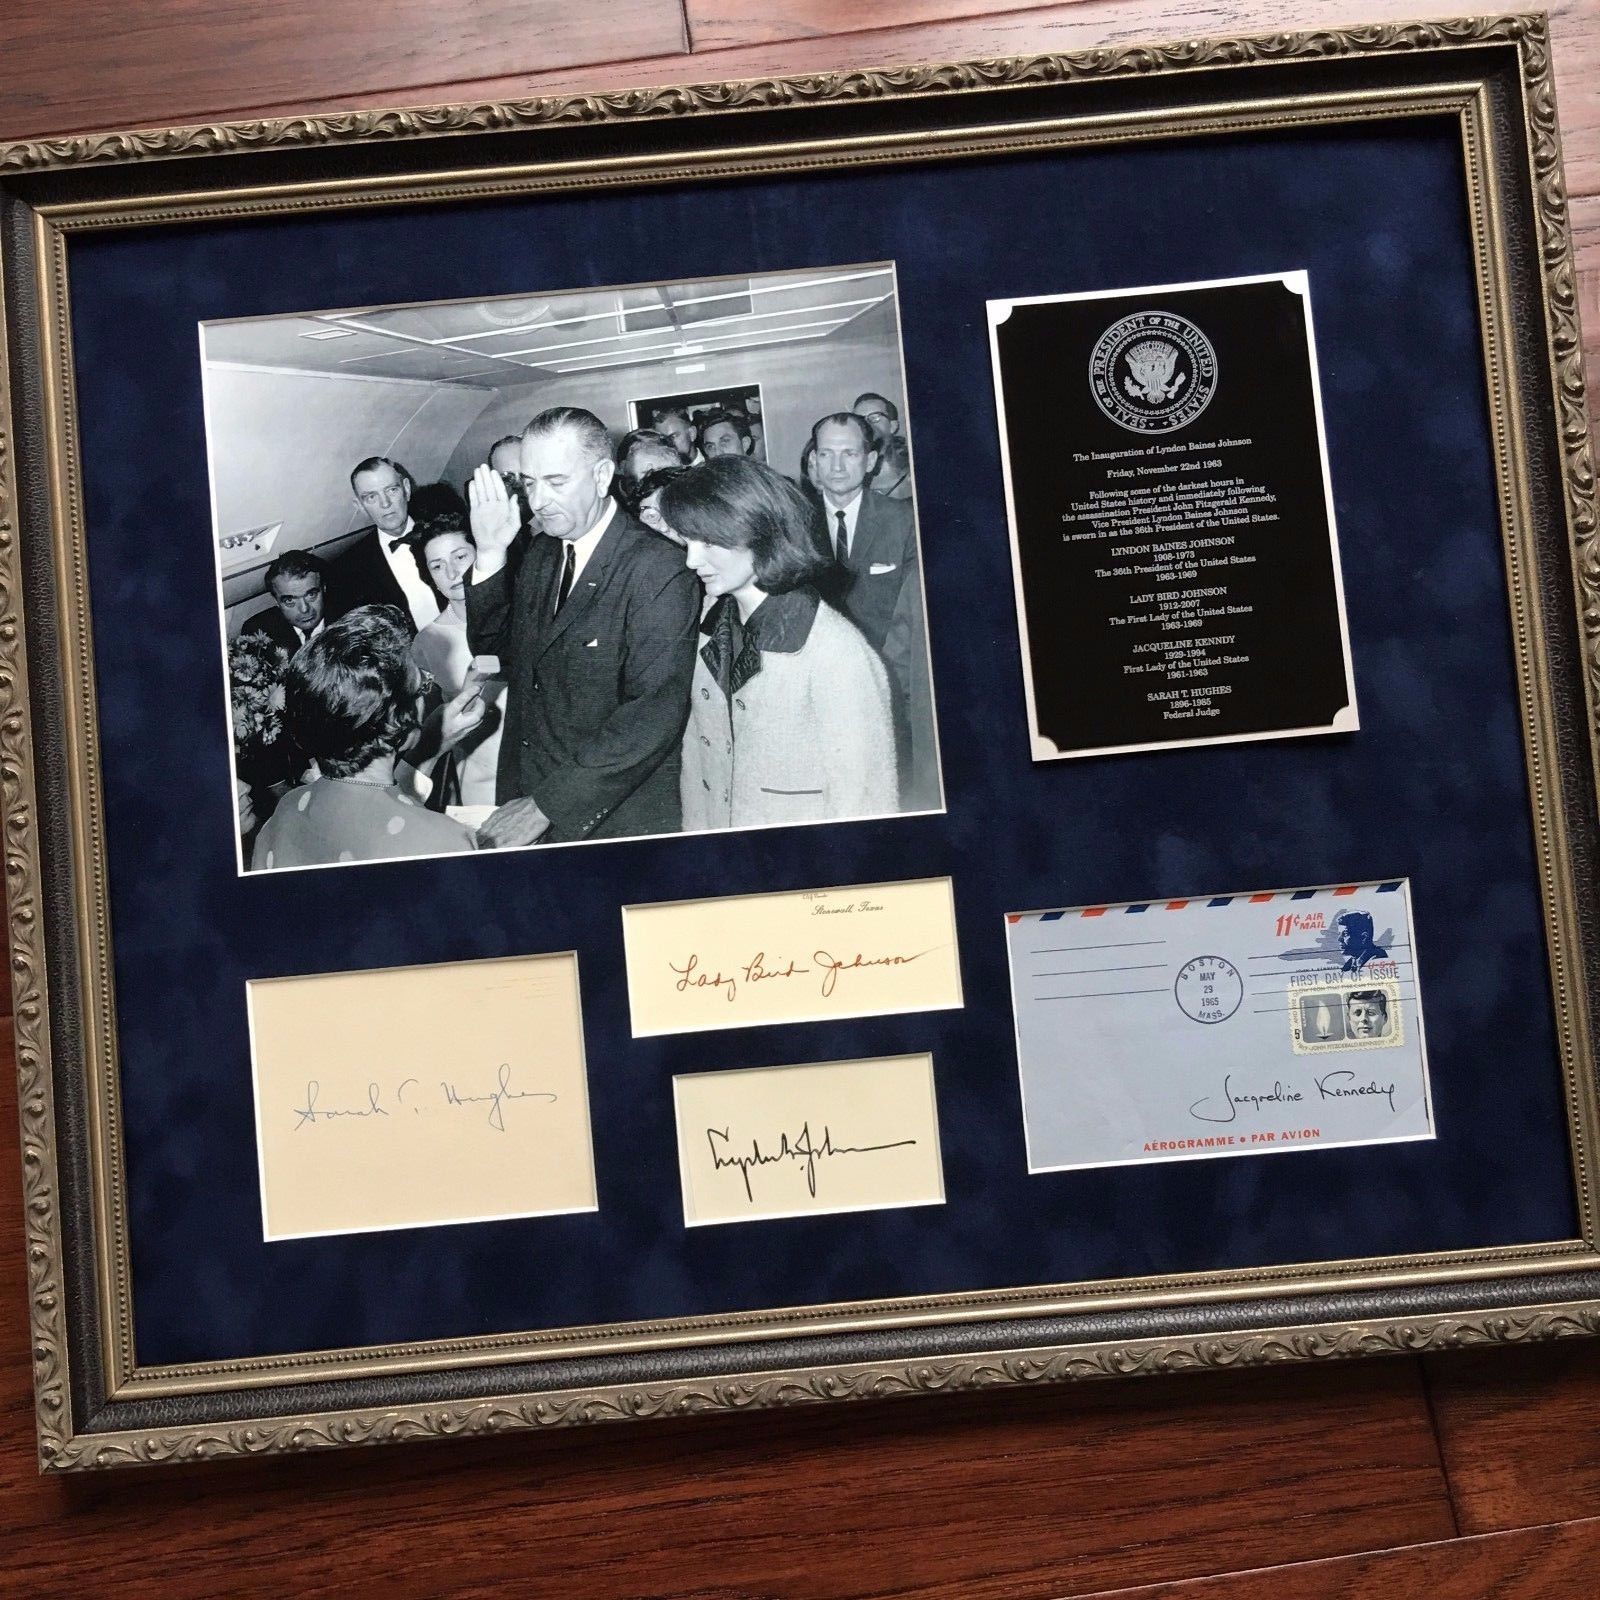 SEAL OF THE PRESIDENT OF THE UNITED STATES
The Inauguration of Lyndon Baines Johnson
Friday, November 22nd 1963
Following some of the darkest hours in
United States history and immediately following
the assassination President John Fitzgerald Kennedy,
Vice President Lyndon Baines Johnson
is sworn in as the 36th President of the United States.
LYNDON BAINES JOHNSON
1908-1973
The 36th President of the United States
1963-1969
LADY BIRD JOHNSON
1912-2007
The First Lady of the United States
1963-1969
JACQUELINE KENNDY
1929-1994
First Lady of the United States
1961-1963
SARAH T. HUGHES
1896-1985
Federal Judge
Stonewall, Texas
Lady Bird Johnson
Sarah T. Hughes
Lyndon B. Johnson
11¢ AIR
MAIL
U.S.A
FIRST DAY OF ISSUE
BOSTON
MAY
29
1965
MASS.
5¢
JOHN FITZGERALD KENNEDY
Jacqueline Kennedy
AÉROGRAMME • PAR AVION